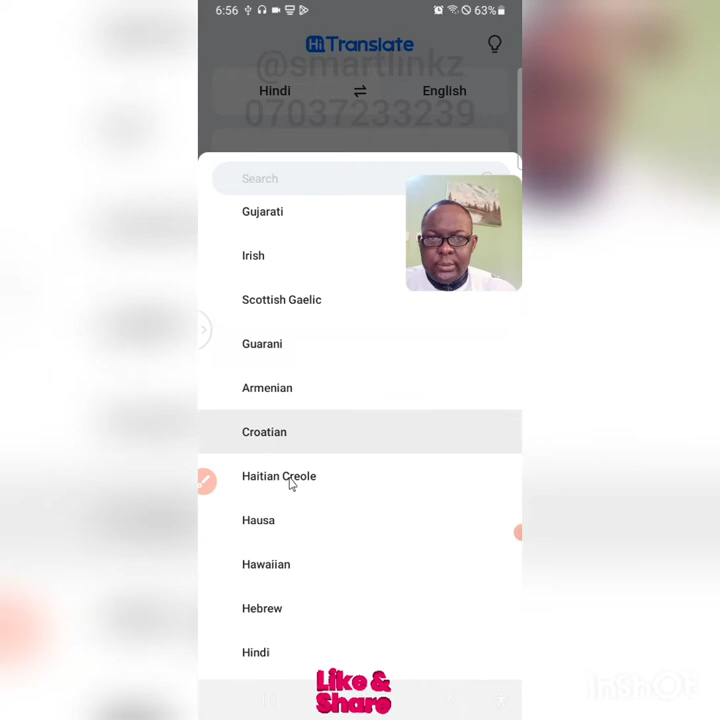 6:56
63%
Hi Translate
@smartlinkz
Hindi
English
07037233239
Search
Gujarati
Irish
Scottish Gaelic
Guarani
Armenian
Croatian
Haitian Creole
Hausa
Hawaiian
Hebrew
Hindi
Like &
Share
InShOt